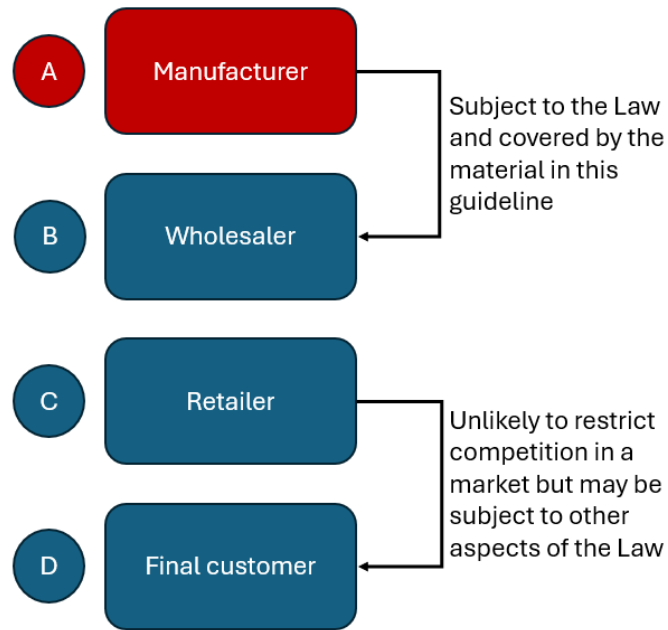 A
Manufacturer
Subject to the Law
and covered by the
material in this
guideline
B
Wholesaler
C
Retailer
Unlikely to restrict
competition in a
market but may be
subject to other
aspects of the Law
D
Final customer